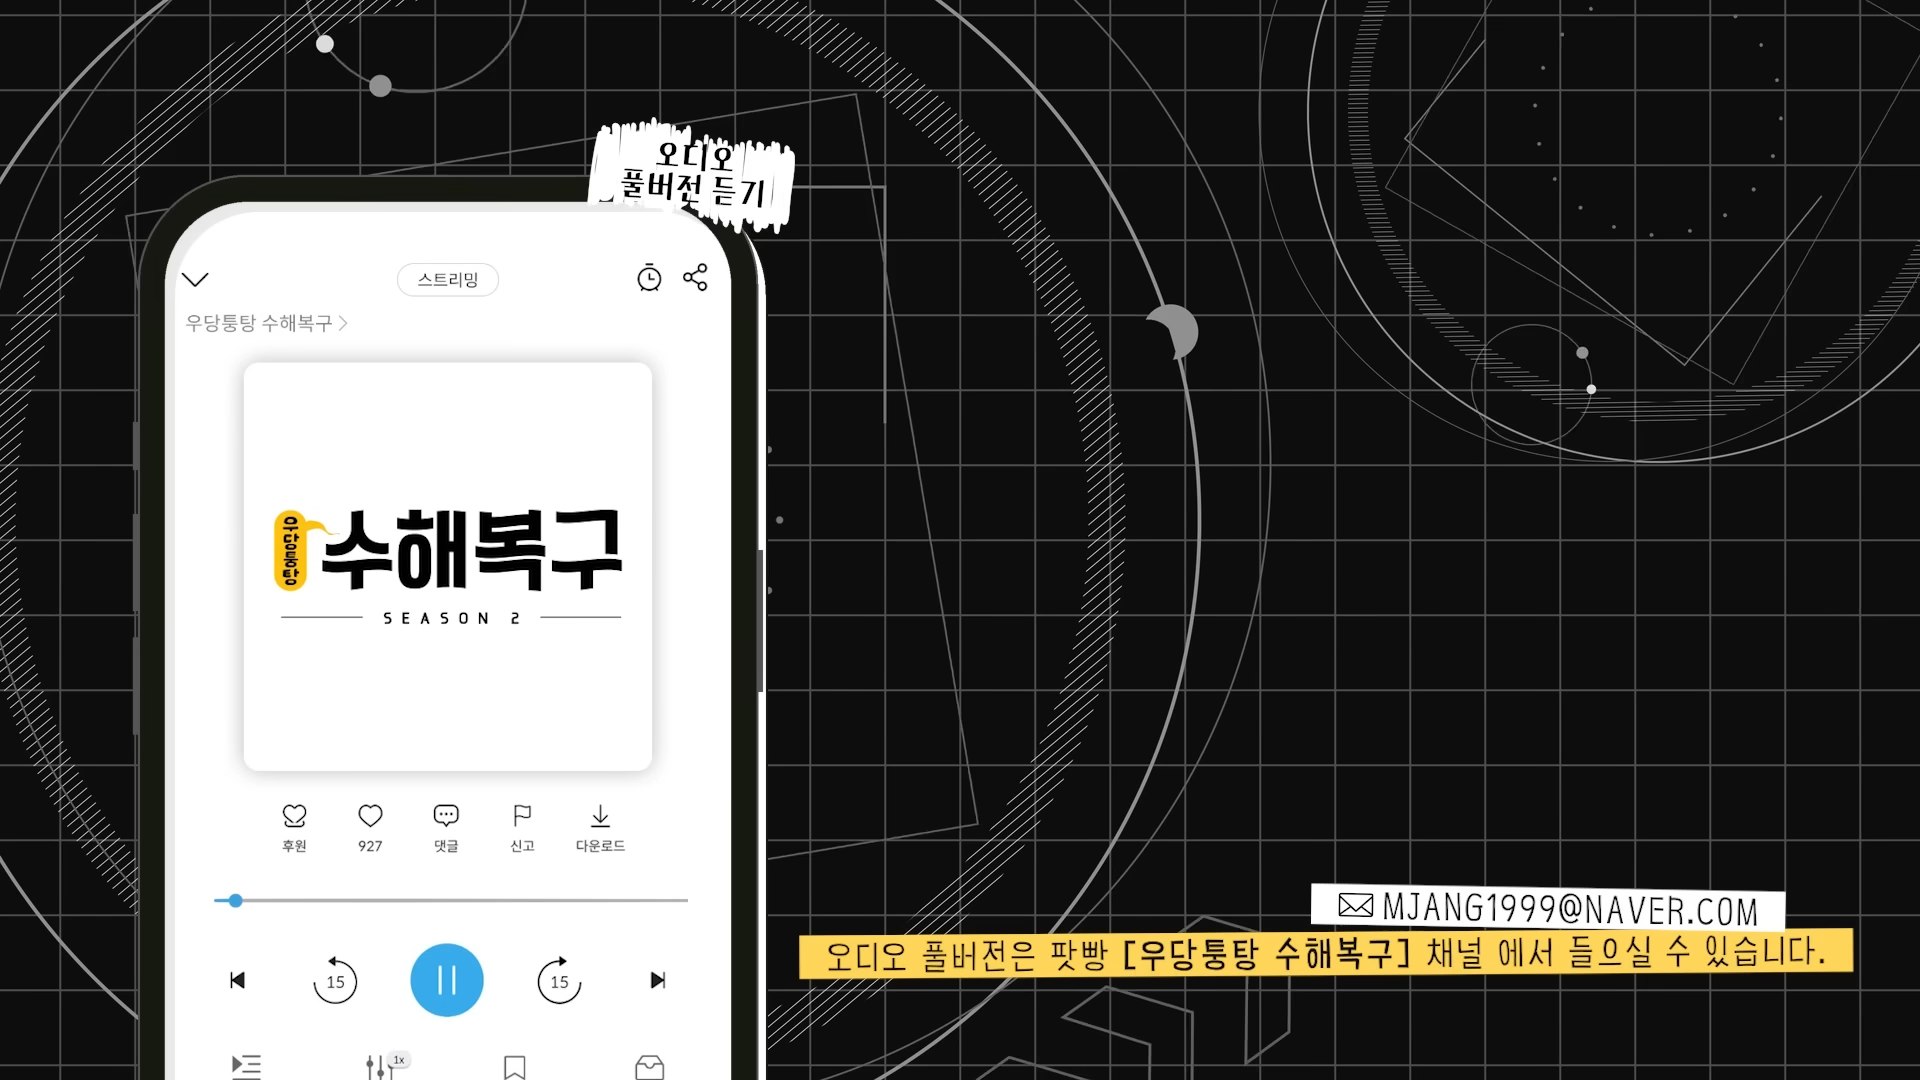 오디오
풀버전 듣기
스트리밍
우당퉁탕 수해복구 >
우당퉁탕
수해복구
SEASON 2
후원
927
댓글
신고
다운로드
15
15
1x
MJANG1999@NAVER.COM
오디오 풀버전은 팟빵 [우당퉁탕 수해복구] 채널 에서 들으실 수 있습니다.